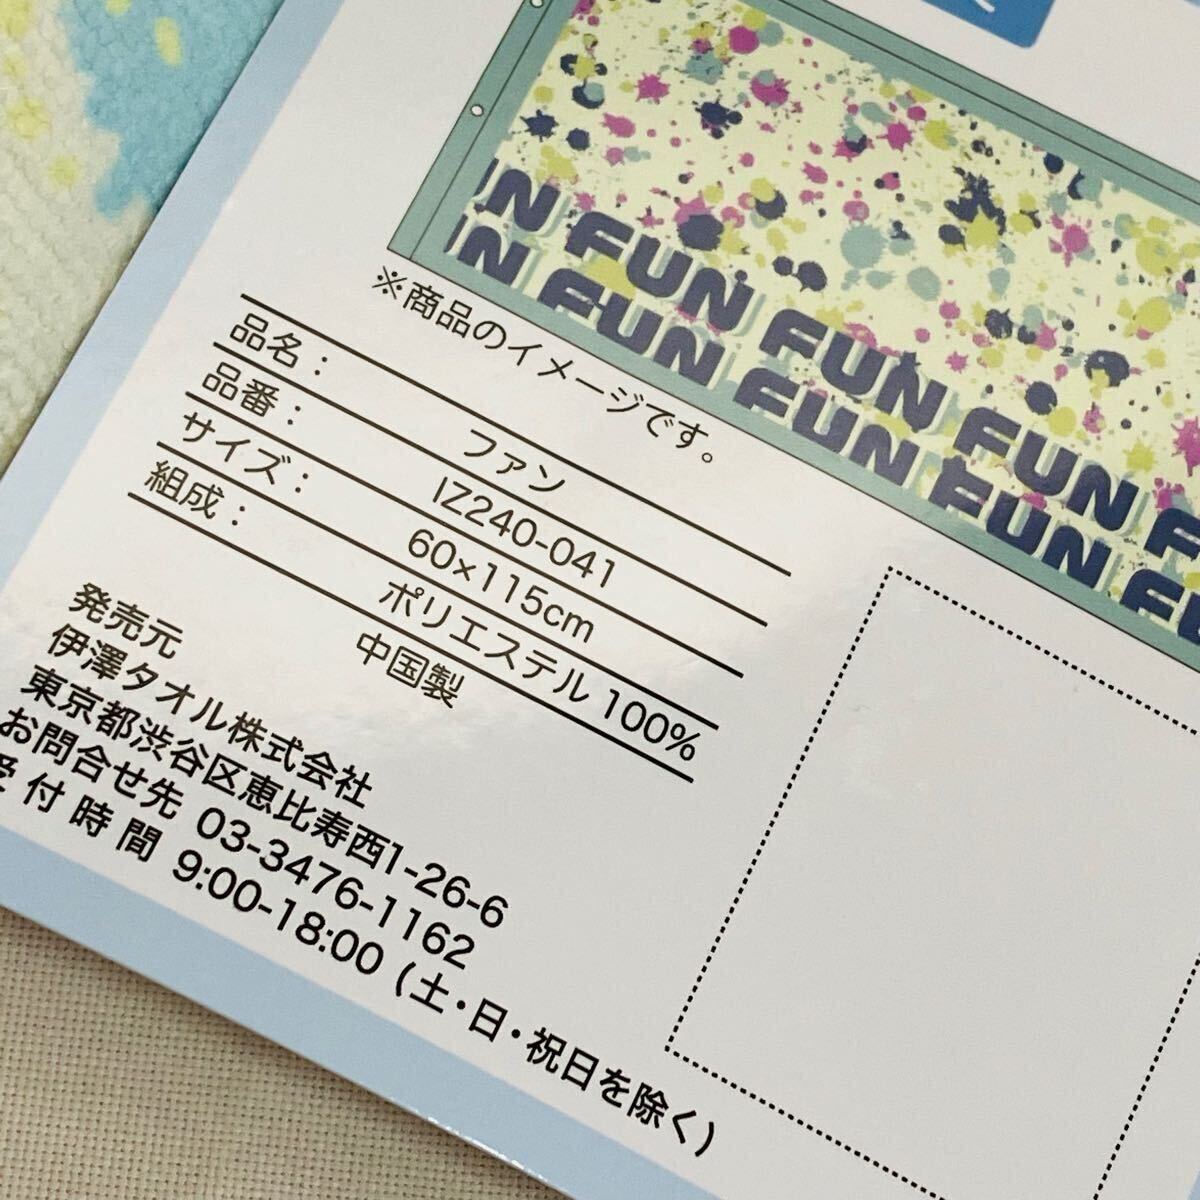 N FUN FUN FUN F
N FUN FUN FUN FU
※商品のイメージです。
品名： ファン
品番： IZ240-041
サイズ： 60×115cm
組成： ポリエステル 100%
中国製
発売元
伊澤タオル株式会社
東京都渋谷区恵比寿西1-26-6
お問合せ先 03-3476-1162
受付時間 9:00-18:00 (土・日・祝日を除く)